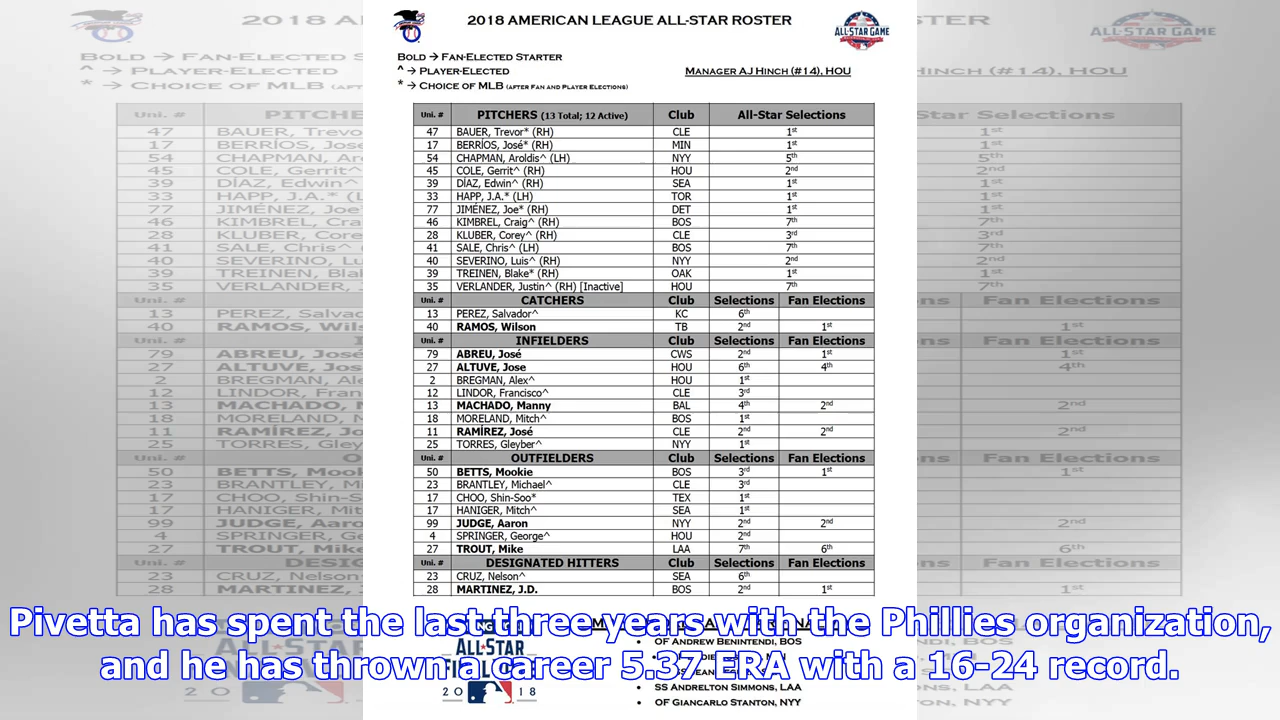 2018 AMERICAN LEAGUE ALL-STAR ROSTER
ALL-STAR GAME
BOLD → FAN-ELECTED STARTER
^ → PLAYER-ELECTED
MANAGER AJ HINCH (#14), HOU
* → CHOICE OF MLB (AFTER FAN AND PLAYER ELECTIONS)
Uni. # PITCHERS (13 Total; 12 Active) Club All-Star Selections
47 BAUER, Trevor* (RH) CLE 1st
17 BERRÍOS, José* (RH) MIN 1st
54 CHAPMAN, Aroldis^ (LH) NYY 5th
45 COLE, Gerrit^ (RH) HOU 2nd
39 DÍAZ, Edwin^ (RH) SEA 1st
33 HAPP, J.A.* (LH) TOR 1st
77 JIMÉNEZ, Joe* (RH) DET 1st
46 KIMBREL, Craig^ (RH) BOS 7th
28 KLUBER, Corey^ (RH) CLE 3rd
41 SALE, Chris^ (LH) BOS 7th
40 SEVERINO, Luis^ (RH) NYY 2nd
39 TREINEN, Blake* (RH) OAK 1st
35 VERLANDER, Justin^ (RH) [Inactive] HOU 7th
Uni. # CATCHERS Club Selections Fan Elections
13 PEREZ, Salvador^ KC 6th
40 RAMOS, Wilson TB 2nd 1st
Uni. # INFIELDERS Club Selections Fan Elections
79 ABREU, José CWS 2nd 1st
27 ALTUVE, Jose HOU 6th 4th
2 BREGMAN, Alex^ HOU 1st
12 LINDOR, Francisco^ CLE 3rd
13 MACHADO, Manny BAL 4th 2nd
18 MORELAND, Mitch^ BOS 1st
11 RAMÍREZ, José CLE 2nd 2nd
25 TORRES, Gleyber^ NYY 1st
Uni. # OUTFIELDERS Club Selections Fan Elections
50 BETTS, Mookie BOS 3rd 1st
23 BRANTLEY, Michael^ CLE 3rd
17 CHOO, Shin-Soo* TEX 1st
17 HANIGER, Mitch^ SEA 1st
99 JUDGE, Aaron NYY 2nd 2nd
4 SPRINGER, George^ HOU 2nd
27 TROUT, Mike LAA 7th 6th
Uni. # DESIGNATED HITTERS Club Selections Fan Elections
23 CRUZ, Nelson^ SEA 6th
28 MARTINEZ, J.D. BOS 2nd 1st
Pivetta has spent the last three years with the Phillies organization,
and he has thrown a career 5.37 ERA with a 16-24 record.
ALL-STAR
2018
• OF ANDREW BENINTENDI, BOS
• SS ANDRELTON SIMMONS, LAA
• OF GIANCARLO STANTON, NYY